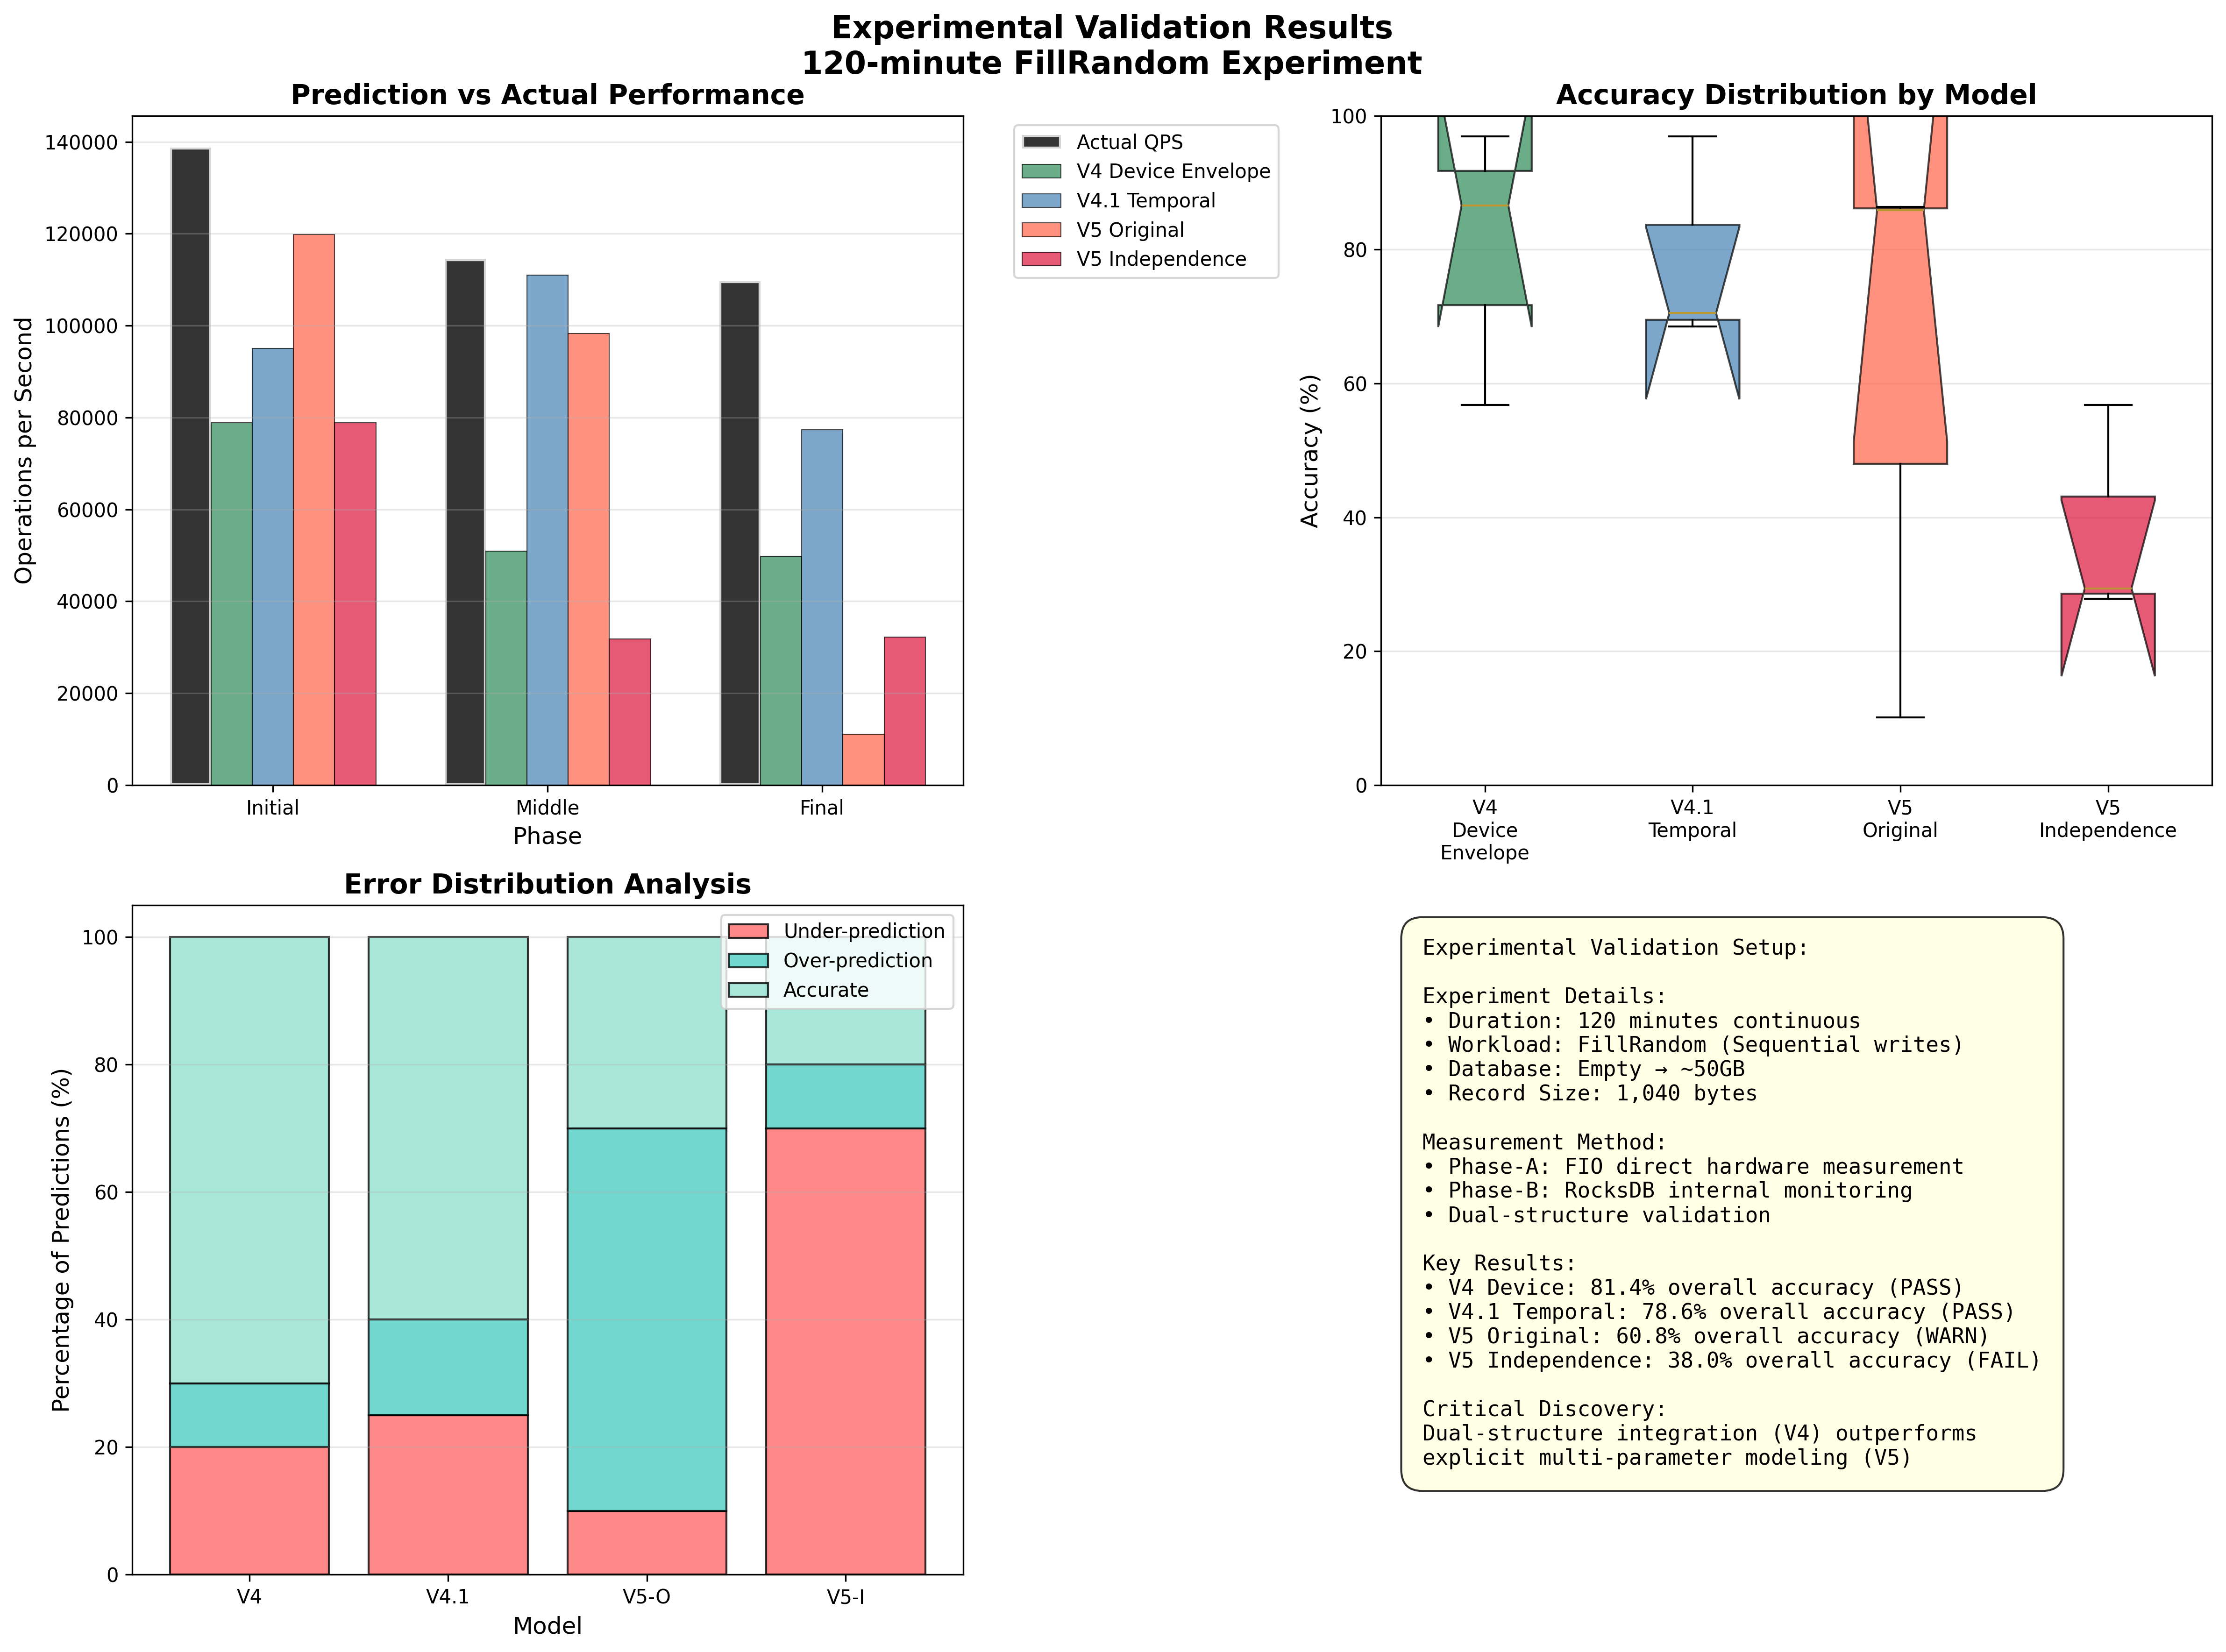 Experimental Validation Results
120-minute FillRandom Experiment
Prediction vs Actual Performance
Operations per Second
140000
120000
100000
80000
60000
40000
20000
0
Initial
Middle
Final
Phase
Actual QPS
V4 Device Envelope
V4.1 Temporal
V5 Original
V5 Independence
Accuracy Distribution by Model
Accuracy (%)
100
80
60
40
20
0
V4
Device
Envelope
V4.1
Temporal
V5
Original
V5
Independence
Error Distribution Analysis
Percentage of Predictions (%)
100
80
60
40
20
0
V4
V4.1
V5-O
V5-I
Model
Under-prediction
Over-prediction
Accurate
Experimental Validation Setup:
Experiment Details:
• Duration: 120 minutes continuous
• Workload: FillRandom (Sequential writes)
• Database: Empty → ~50GB
• Record Size: 1,040 bytes
Measurement Method:
• Phase-A: FIO direct hardware measurement
• Phase-B: RocksDB internal monitoring
• Dual-structure validation
Key Results:
• V4 Device: 81.4% overall accuracy (PASS)
• V4.1 Temporal: 78.6% overall accuracy (PASS)
• V5 Original: 60.8% overall accuracy (WARN)
• V5 Independence: 38.0% overall accuracy (FAIL)
Critical Discovery:
Dual-structure integration (V4) outperforms
explicit multi-parameter modeling (V5)